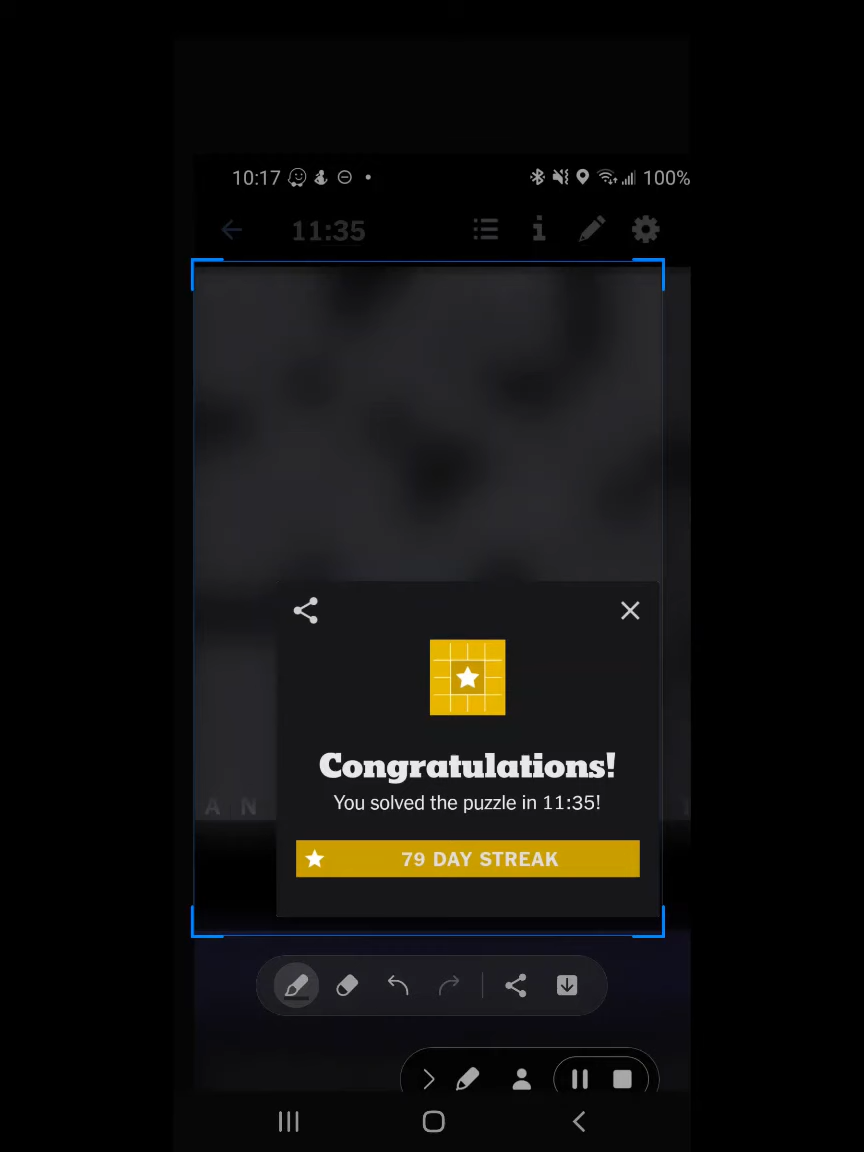 10:17 100%
11:35
Congratulations!
You solved the puzzle in 11:35!
79 DAY STREAK
A N